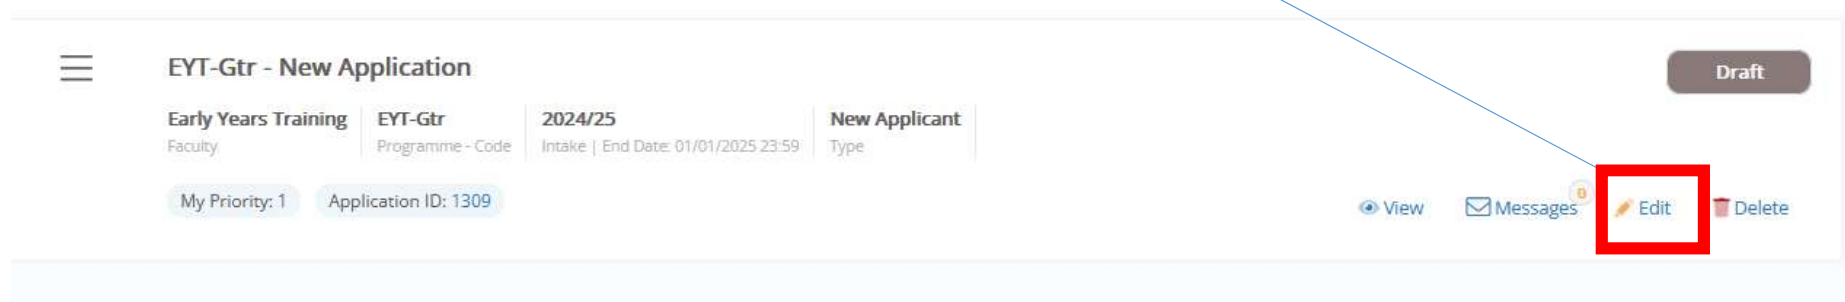 EYT-Gtr - New Application
Draft
Early Years Training EYT-Gtr 2024/25 New Applicant
Faculty Programme - Code Intake | End Date: 01/01/2025 23:59 Type
My Priority: 1 Application ID: 1309
View Messages 0 Edit Delete